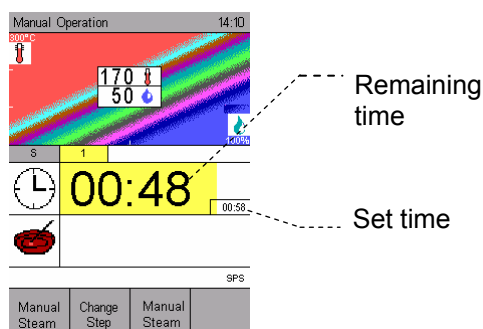 Manual Operation 14:10
300°C
170
50
100%
S 1
00:48
00:58
SPS
Manual Steam
Change Step
Manual Steam
Remaining time
Set time